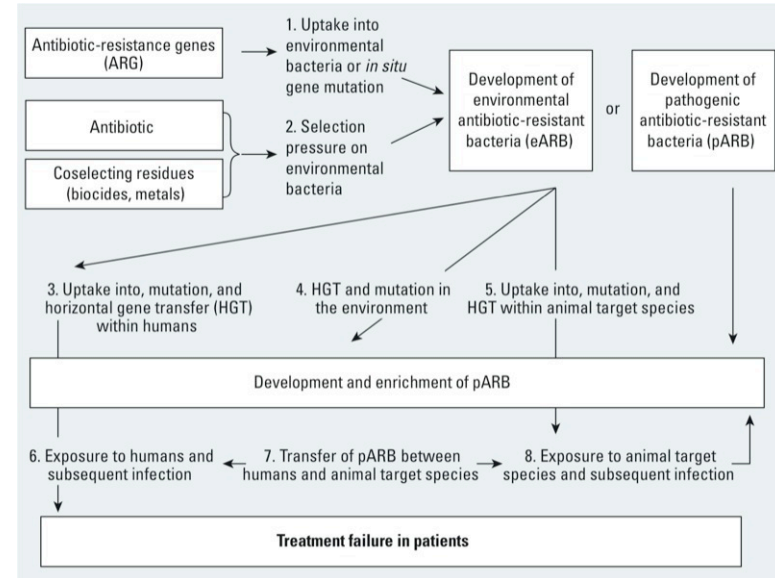 Antibiotic-resistance genes
(ARG)
1. Uptake into
environmental
bacteria or in situ
gene mutation
Antibiotic
Coselecting residues
(biocides, metals)
2. Selection
pressure on
environmental
bacteria
Development of
environmental
antibiotic-resistant
bacteria (eARB)
or
Development of
pathogenic
antibiotic-resistant
bacteria (pARB)
3. Uptake into, mutation, and
horizontal gene transfer (HGT)
within humans
4. HGT and mutation in
the environment
5. Uptake into, mutation, and
HGT within animal target species
Development and enrichment of pARB
6. Exposure to humans and
subsequent infection
7. Transfer of pARB between
humans and animal target species
8. Exposure to animal target
species and subsequent infection
Treatment failure in patients